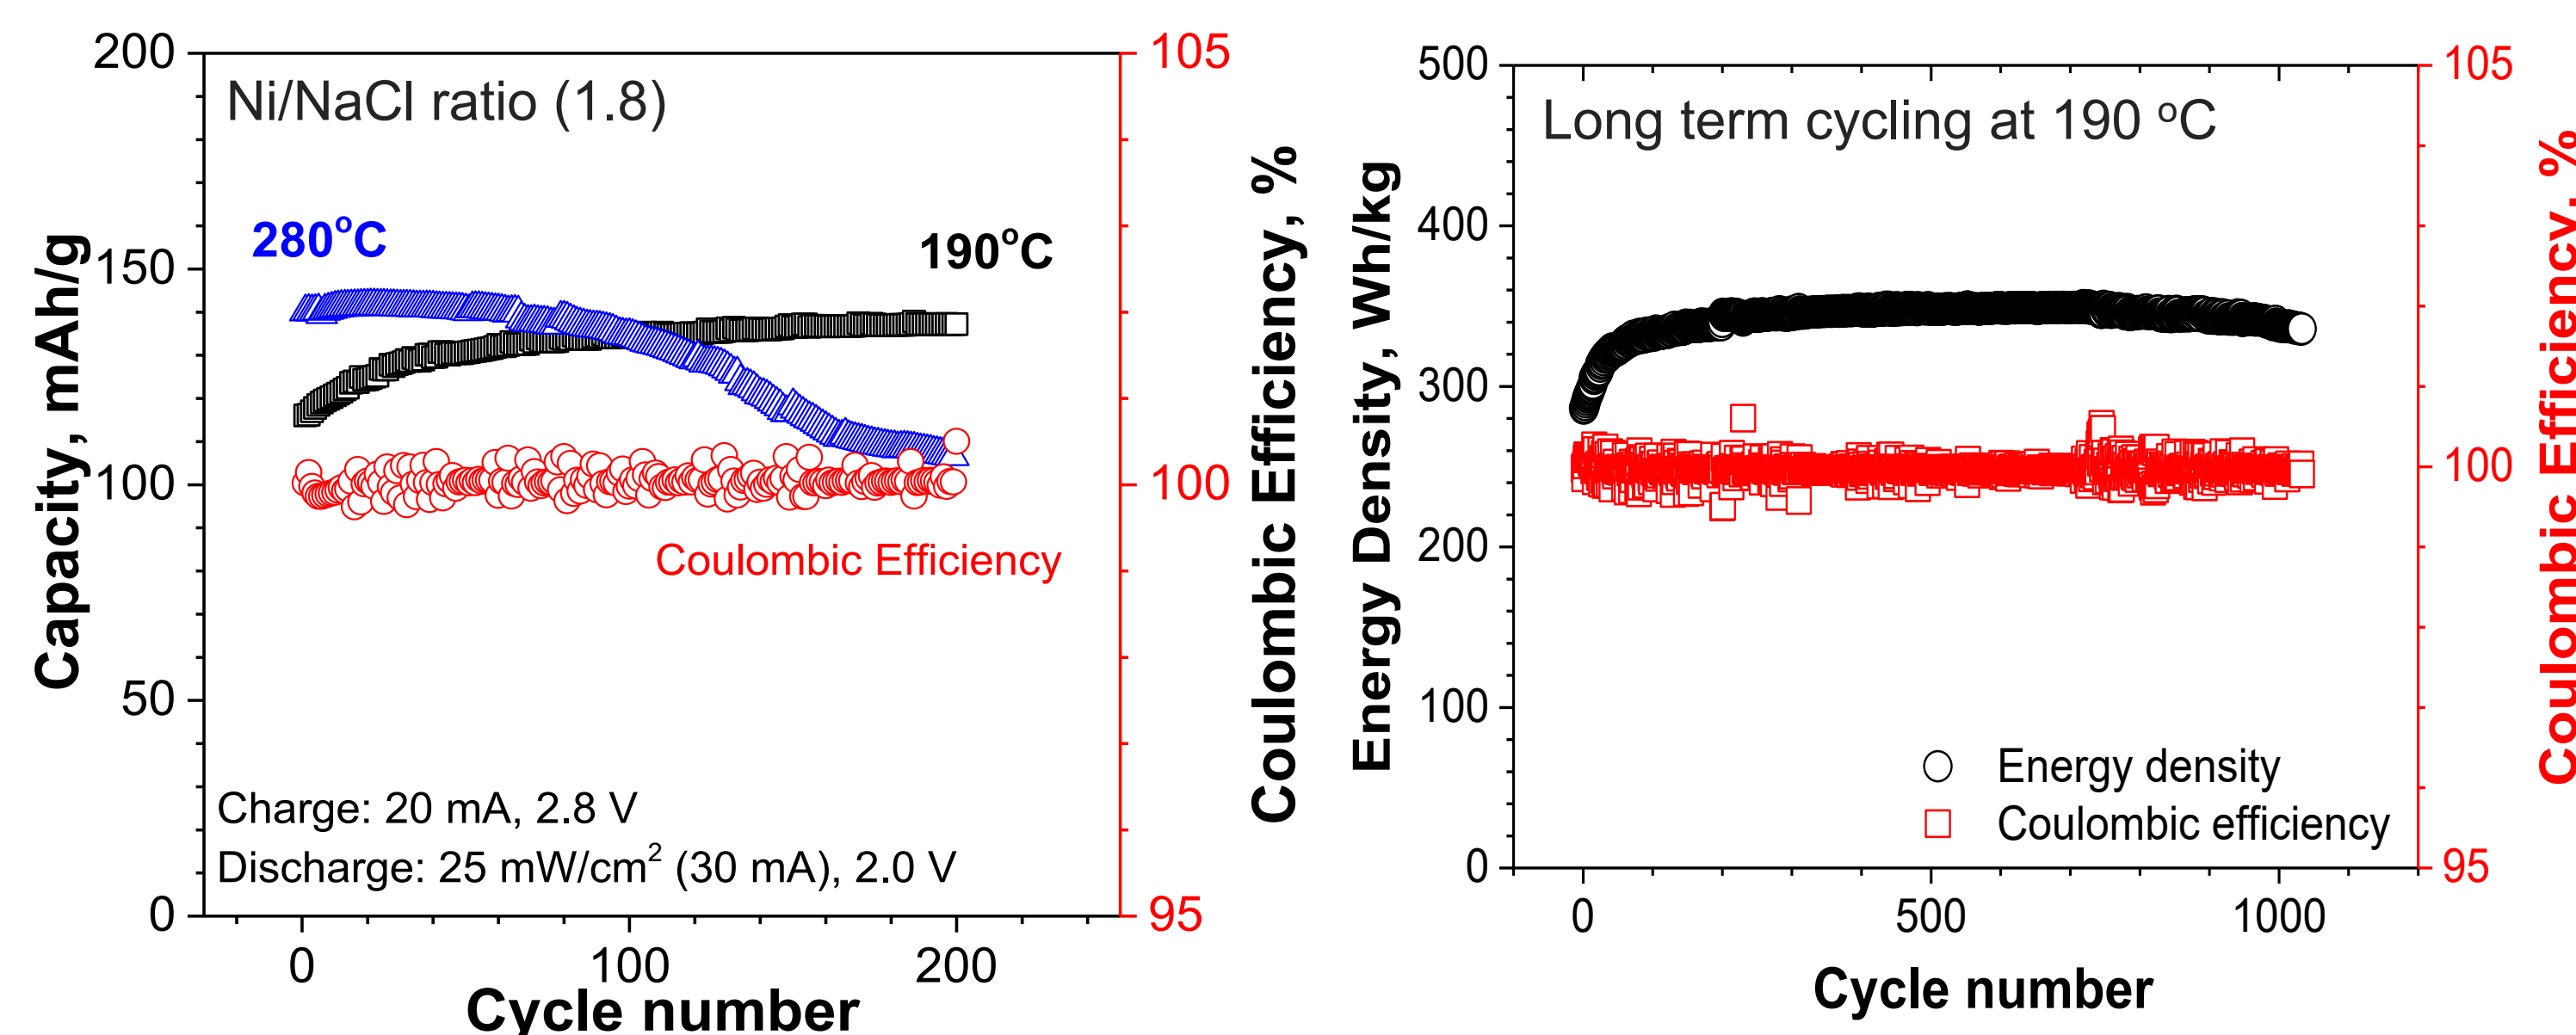 Ni/NaCl ratio (1.8)
280°C
190°C
Coulombic Efficiency
Charge: 20 mA, 2.8 V
Discharge: 25 mW/cm² (30 mA), 2.0 V
Capacity, mAh/g
200
150
100
50
0
0
100
200
Cycle number
105
100
95
Coulombic Efficiency, %
Long term cycling at 190 °C
Energy Density, Wh/kg
500
400
300
200
100
0
Energy density
Coulombic efficiency
0
500
1000
Cycle number
105
100
95
Coulombic Efficiency, %